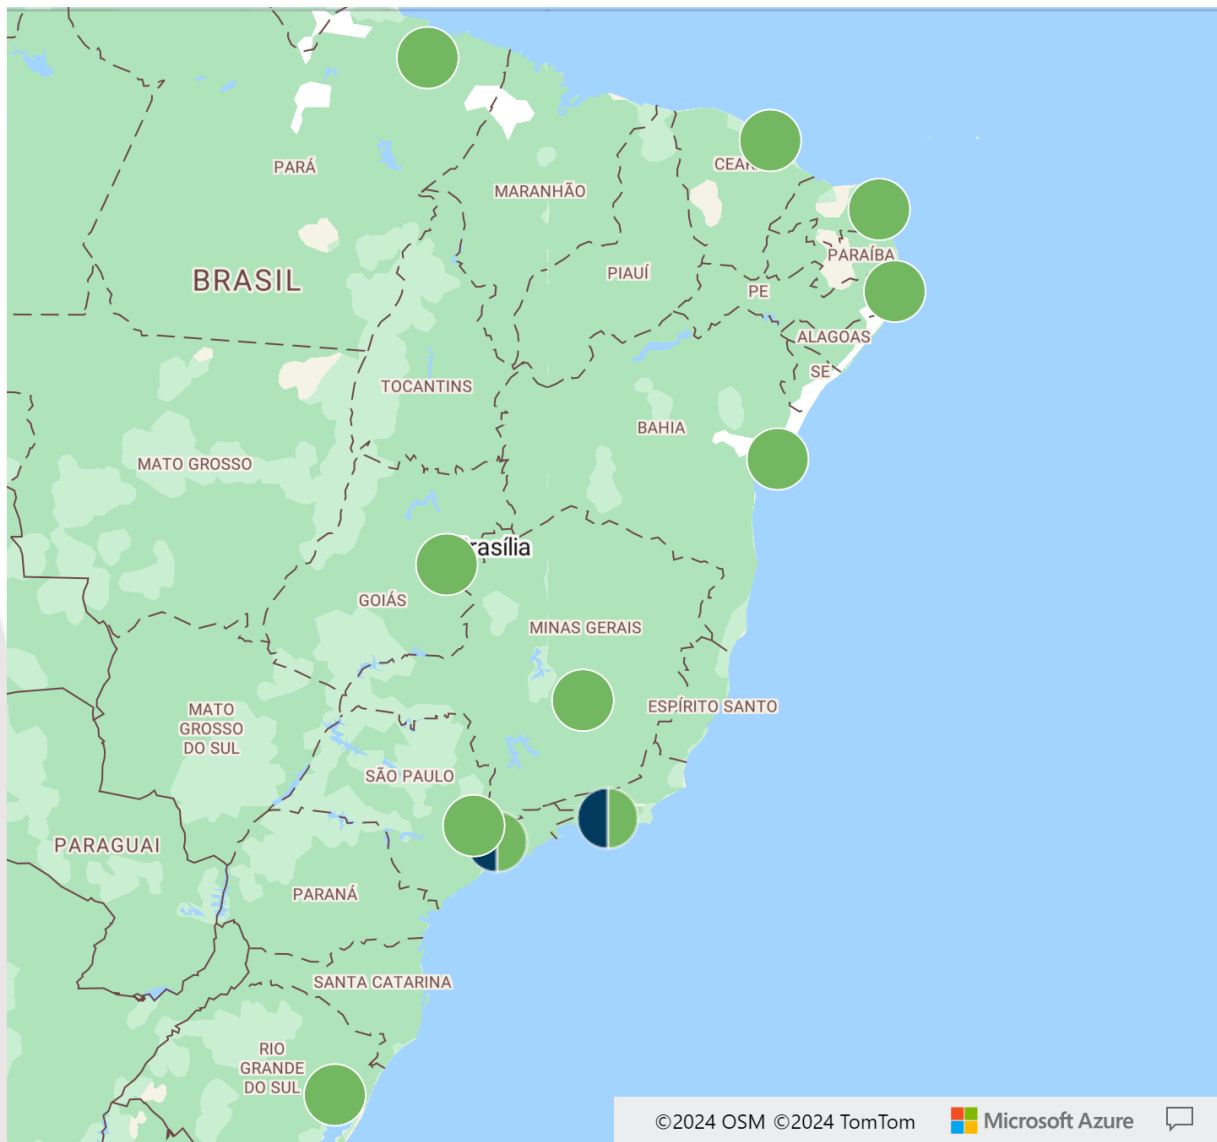 PARÁ
CEAR
MARANHÃO
PARAÍBA
BRASIL
PIAUÍ
PE
ALAGOAS
SE
TOCANTINS
BAHIA
MATO GROSSO
rasília
GOIÁS
MINAS GERAIS
ESPÍRITO SANTO
MATO
GROSSO
DO SUL
SÃO PAULO
PARAGUAI
PARANÁ
SANTA CATARINA
RIO
GRANDE
DO SUL
©2024 OSM ©2024 TomTom
Microsoft Azure